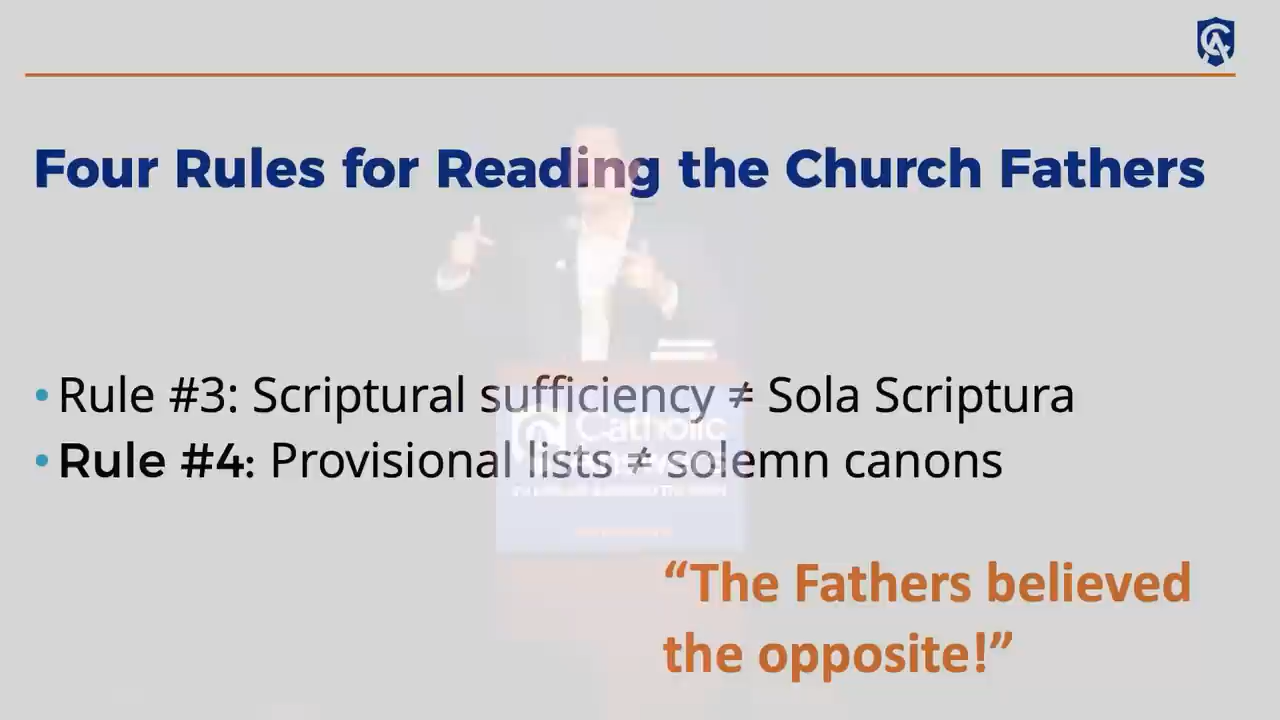 Four Rules for Reading the Church Fathers
• Rule #3: Scriptural sufficiency ≠ Sola Scriptura
• Rule #4: Provisional lists ≠ solemn canons
Catholic
“The Fathers believed
the opposite!”